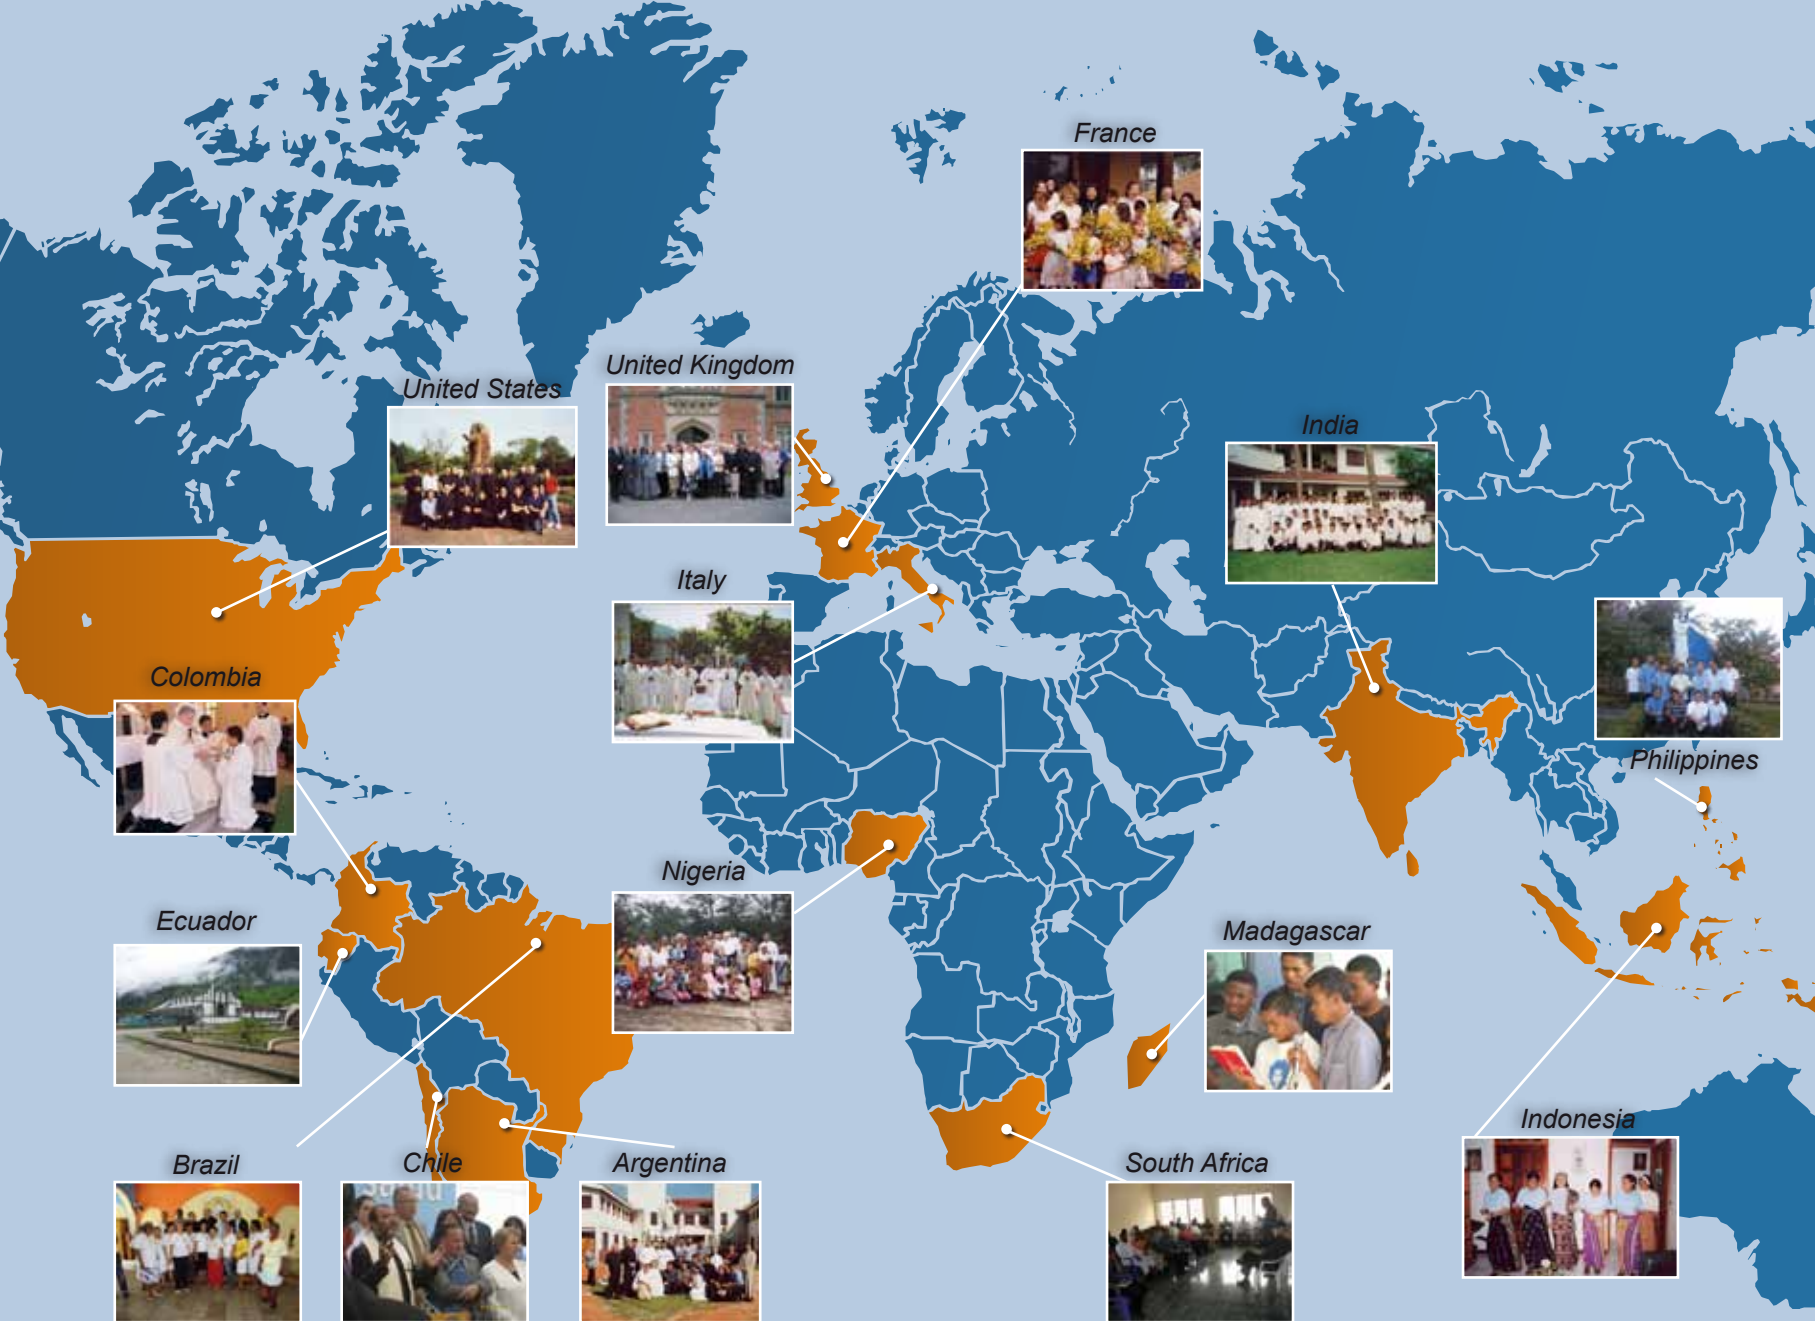 France
United Kingdom
United States
India
Italy
Colombia
Philippines
Nigeria
Ecuador
Madagascar
Indonesia
Brazil
Chile
Argentina
South Africa